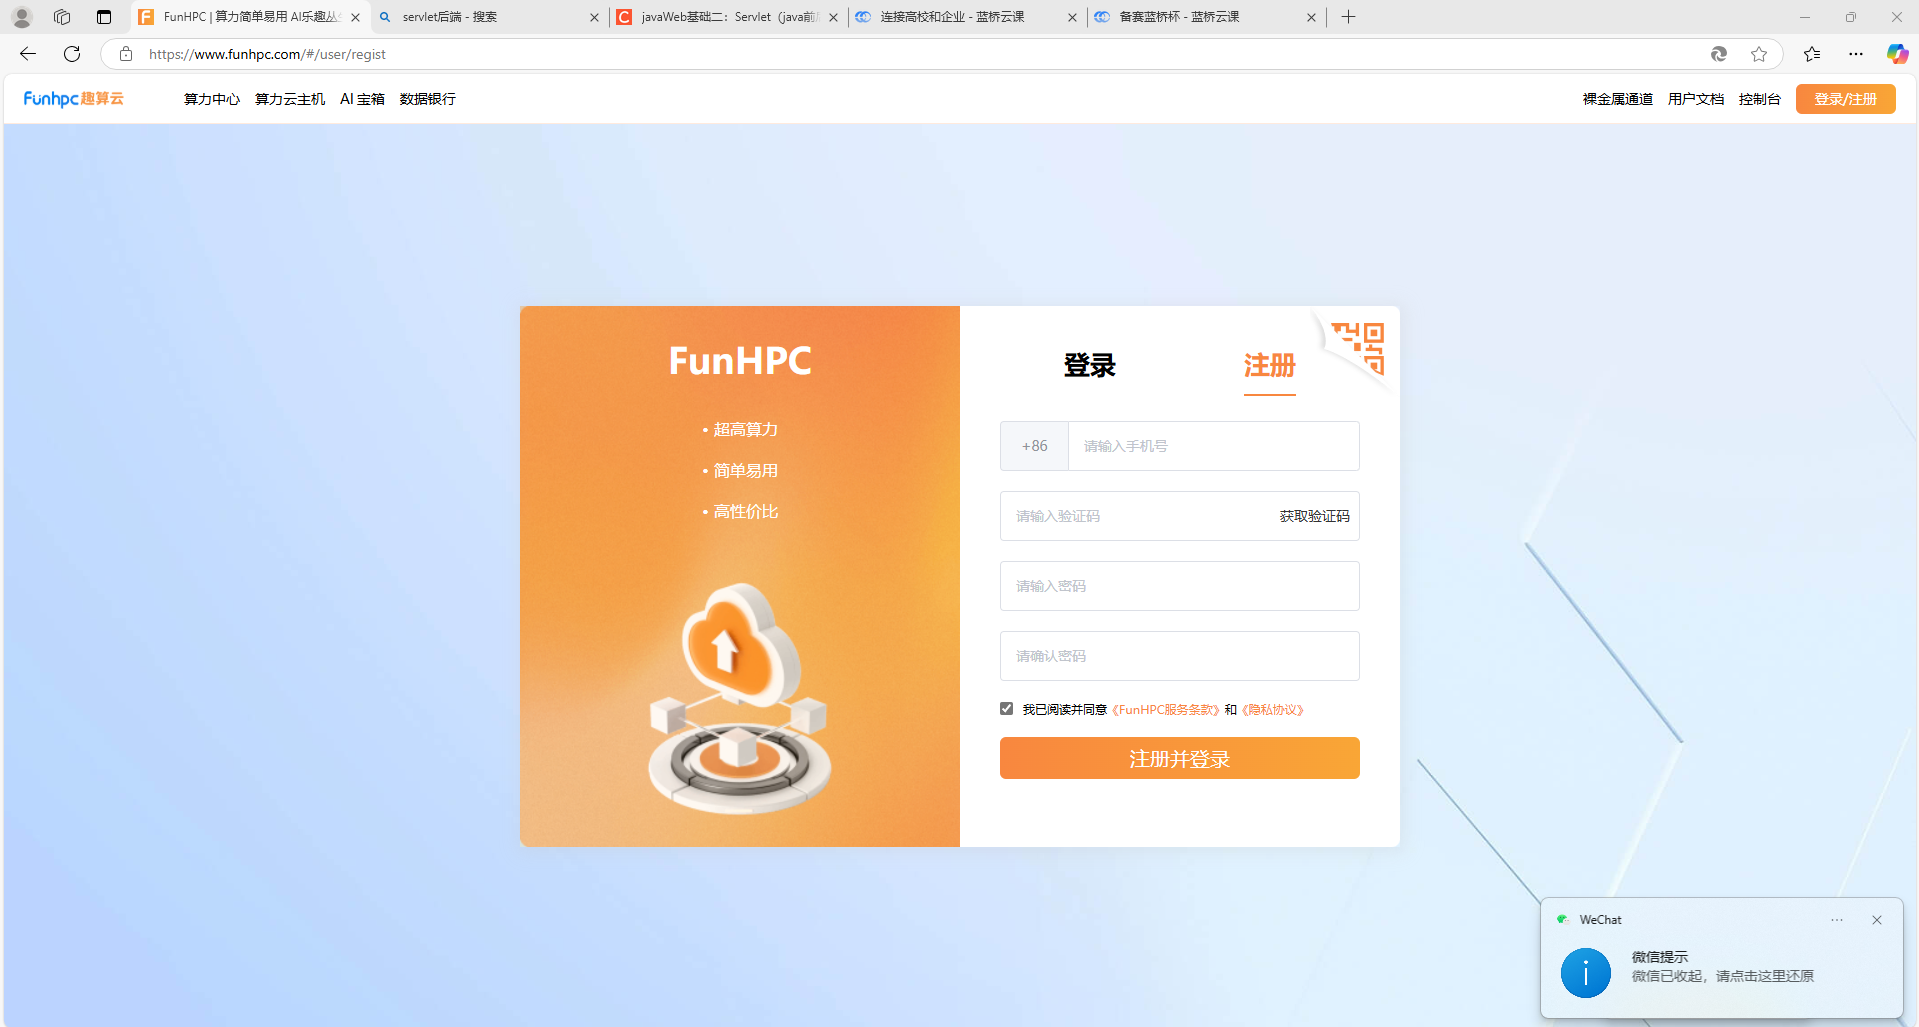 FunHPC | 算力简单易用 AI乐趣丛
servlet后端 - 搜索
javaWeb基础二：Servlet（java前
连接高校和企业 - 蓝桥云课
备赛蓝桥杯 - 蓝桥云课
https://www.funhpc.com/#/user/regist
Funhpc趣算云
算力中心
算力云主机
AI 宝箱
数据银行
裸金属通道
用户文档
控制台
登录/注册
FunHPC
• 超高算力
• 简单易用
• 高性价比
登录
注册
+86
请输入手机号
请输入验证码
获取验证码
请输入密码
请确认密码
我已阅读并同意《FunHPC服务条款》和《隐私协议》
注册并登录
WeChat
微信提示
微信已收起，请点击这里还原